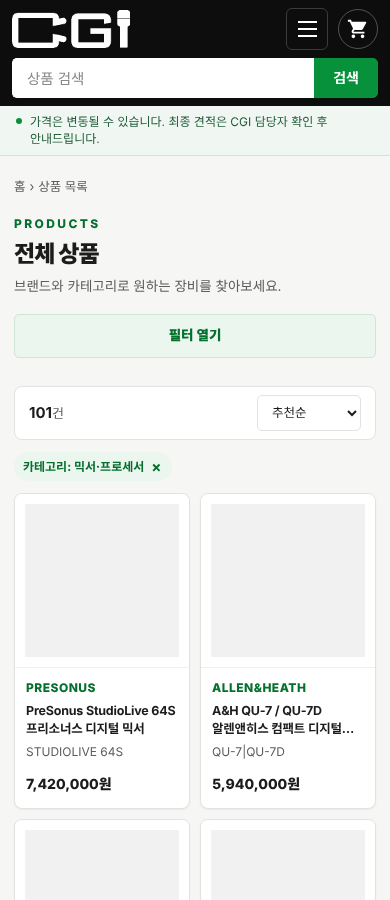 CGI
상품 검색
검색
가격은 변동될 수 있습니다. 최종 견적은 CGI 담당자 확인 후
안내드립니다.
홈 › 상품 목록
PRODUCTS
전체 상품
브랜드와 카테고리로 원하는 장비를 찾아보세요.
필터 열기
101건
추천순
카테고리: 믹서·프로세서 ×
PRESONUS
PreSonus StudioLive 64S
프리소너스 디지털 믹서
STUDIOLIVE 64S
7,420,000원
ALLEN&HEATH
A&H QU-7 / QU-7D
알렌앤히스 컴팩트 디지털...
QU-7|QU-7D
5,940,000원